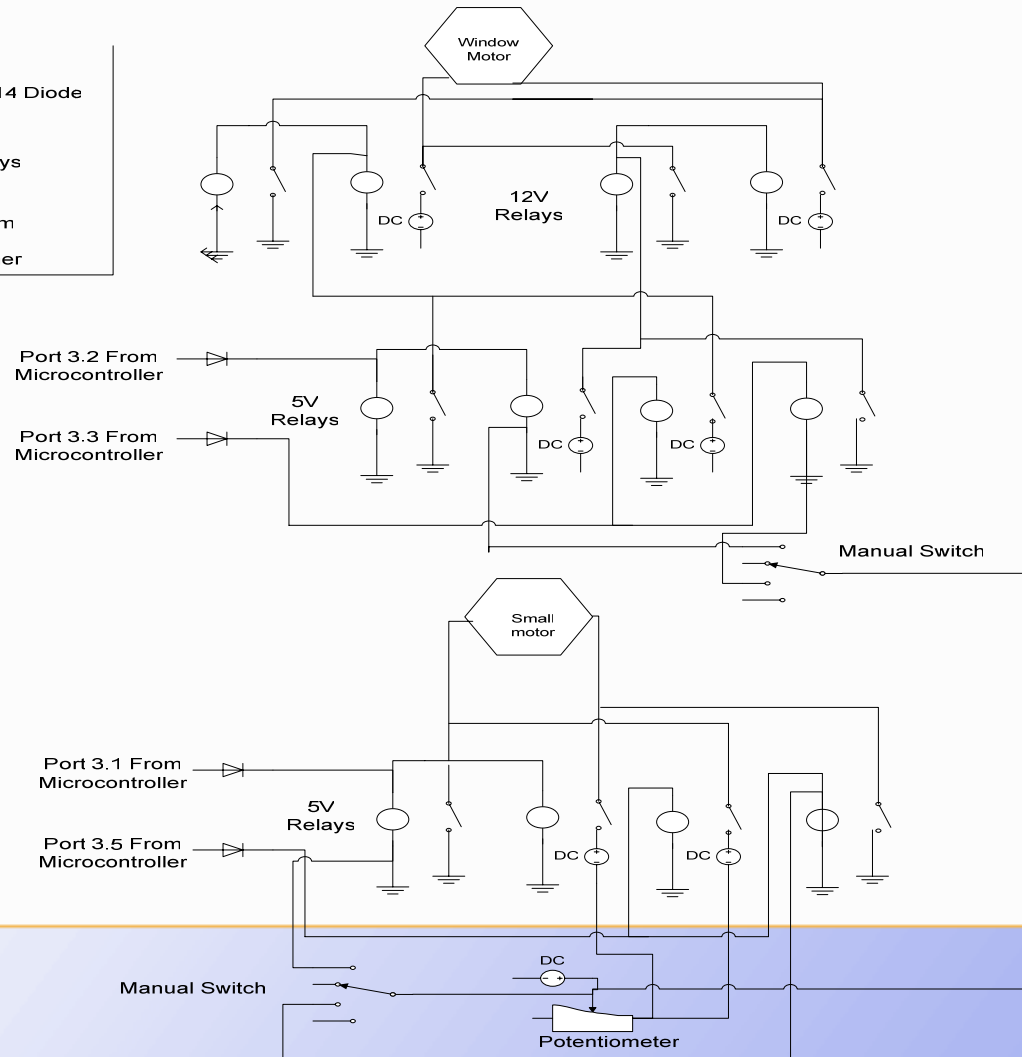 Window
Motor
14 Diode
ys
m
er
12V
Relays
DC
DC
Port 3.2 From
Microcontroller
5V
Relays
Port 3.3 From
Microcontroller
DC
DC
Manual Switch
Small
motor
Port 3.1 From
Microcontroller
5V
Relays
Port 3.5 From
Microcontroller
DC
DC
DC
Manual Switch
Potentiometer